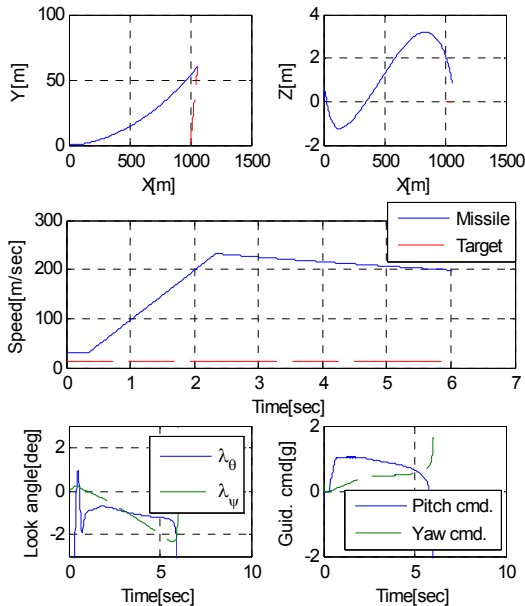 100
50
0
Y[m]
0 500 1000 1500
X[m]
4
2
0
-2
Z[m]
0 500 1000 1500
X[m]
300
200
100
0
Speed[m/sec]
Missile
Target
0 1 2 3 4 5 6 7
Time[sec]
2
0
-2
Look angle[deg]
λθ
λψ
0 5 10
Time[sec]
2
0
-2
Guid. cmd[g]
Pitch cmd.
Yaw cmd.
0 5 10
Time[sec]